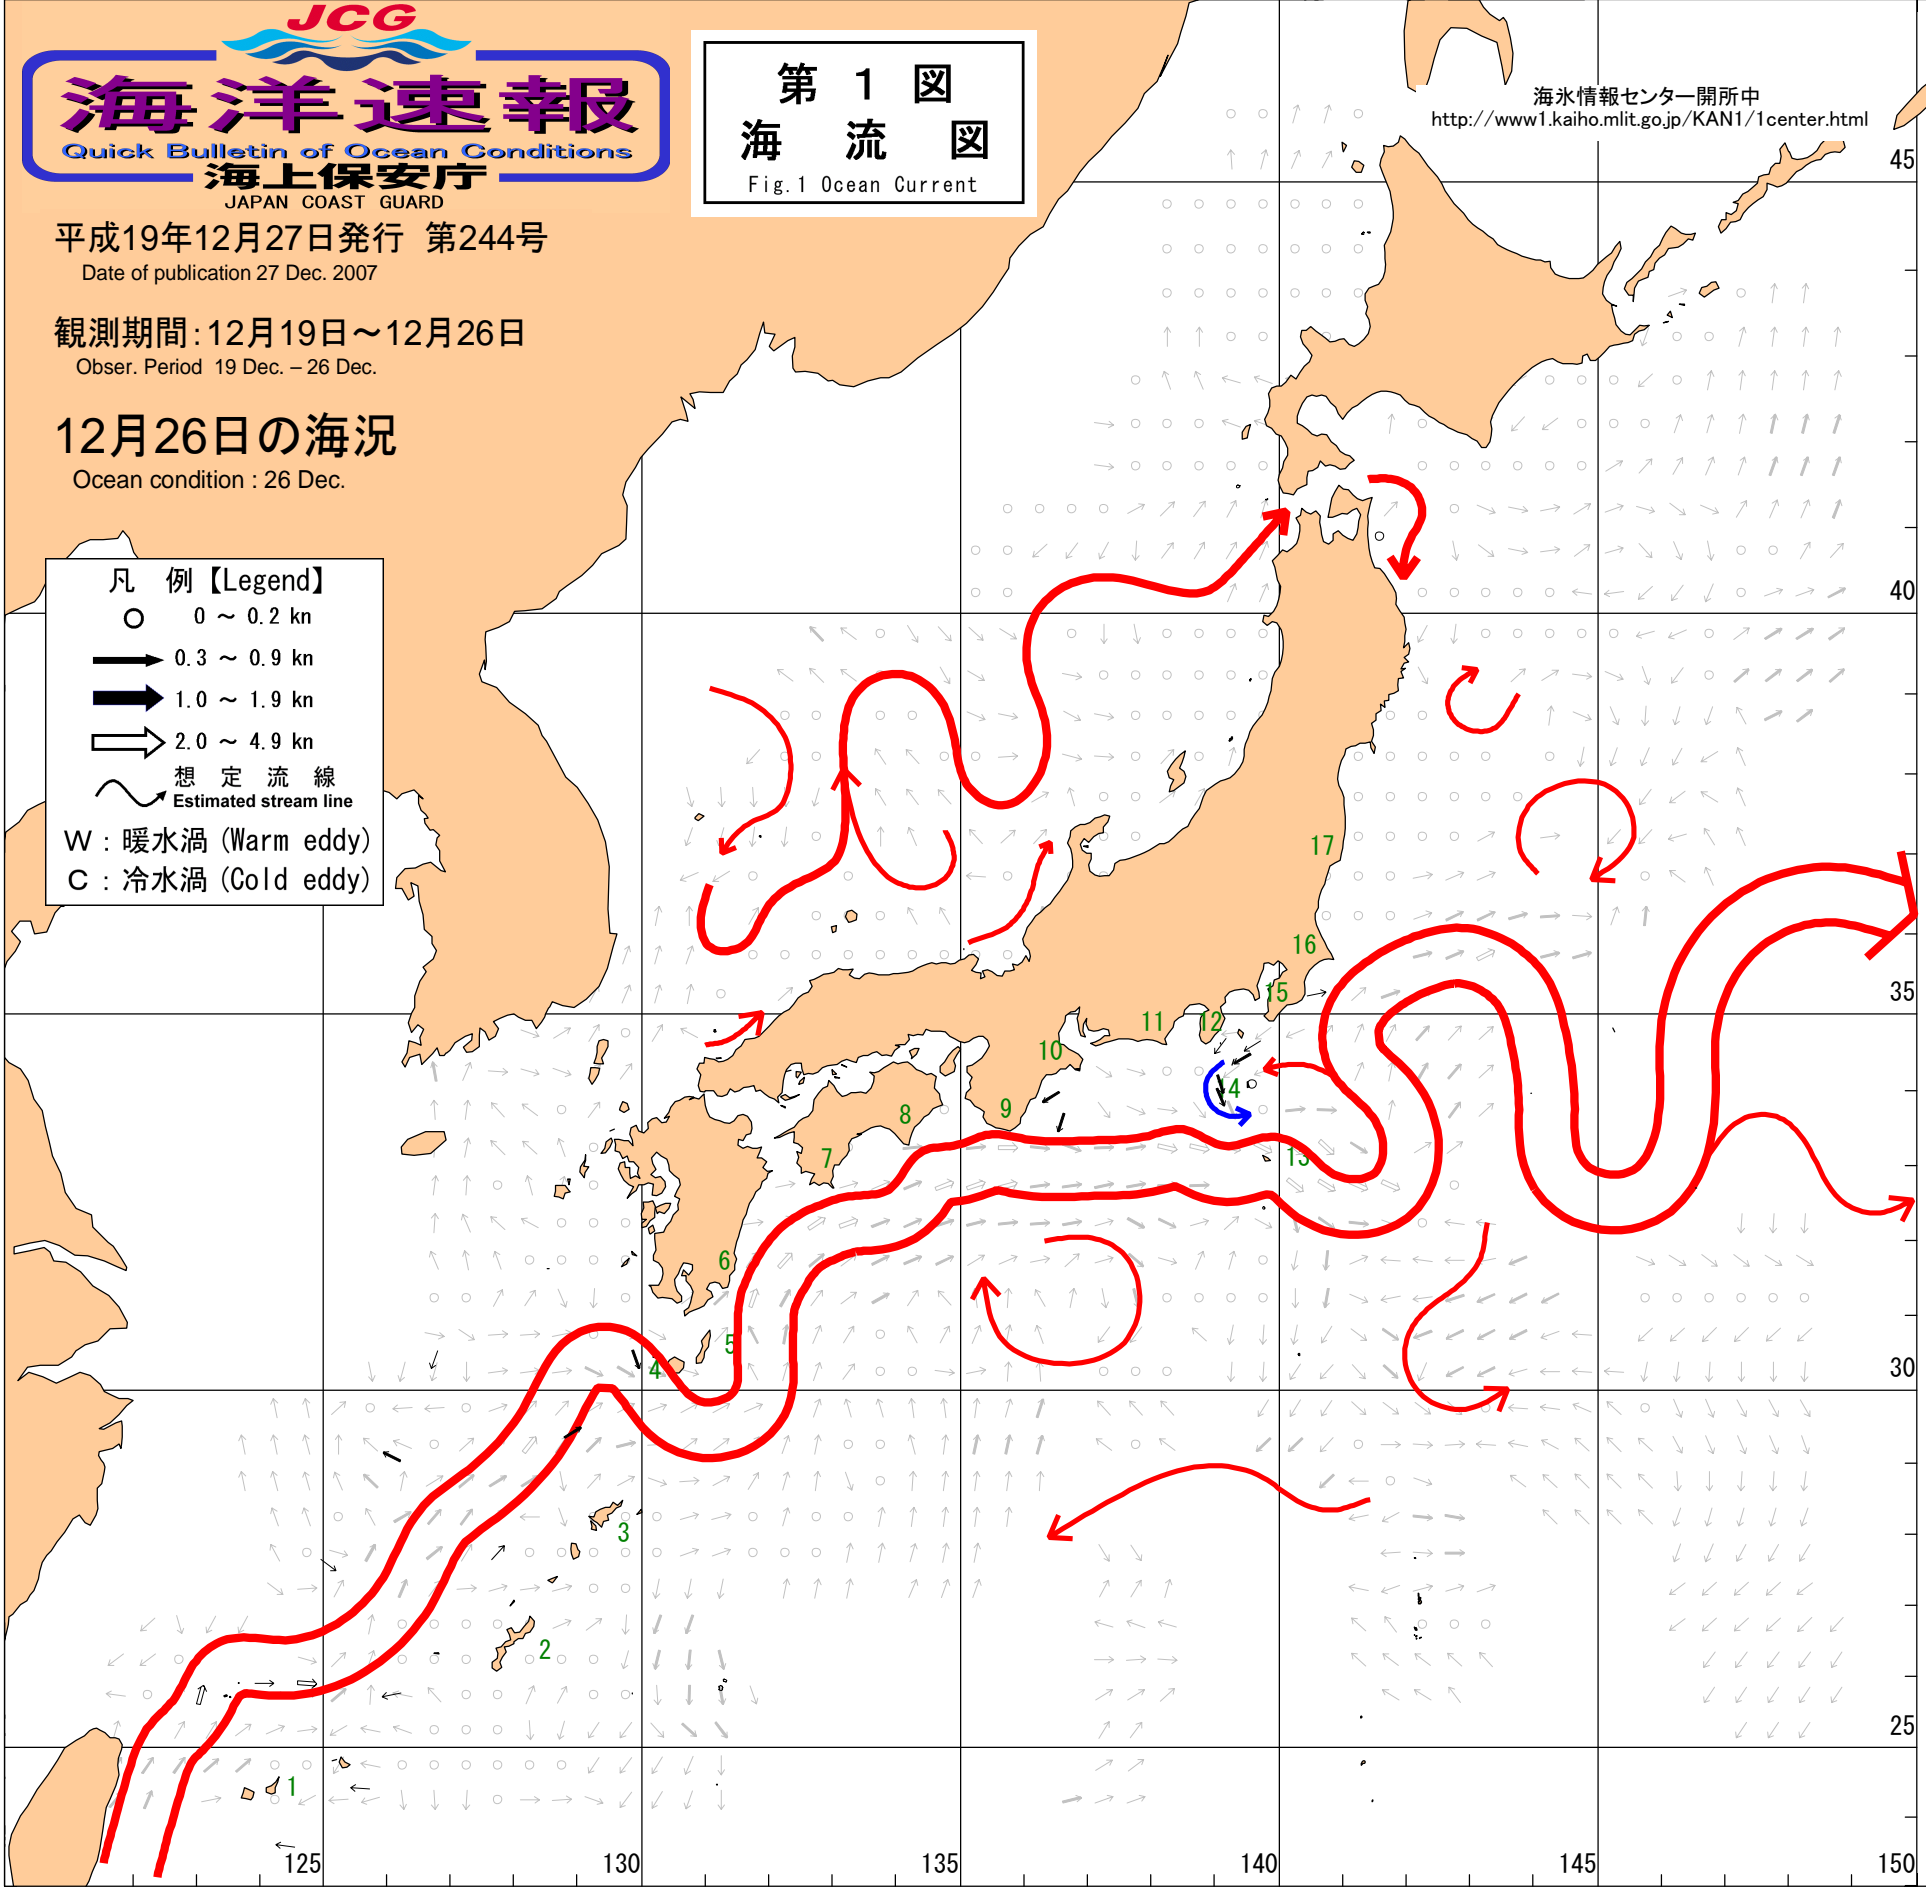 JCG
海洋速報
Quick Bulletin of Ocean Conditions
海上保安庁
JAPAN COAST GUARD
平成19年12月27日発行 第244号
Date of publication 27 Dec. 2007
観測期間:12月19日～12月26日
Obser. Period 19 Dec. – 26 Dec.
12月26日の海況
Ocean condition : 26 Dec.
第 1 図
海 流 図
Fig.1 Ocean Current
海氷情報センター開所中
http://www1.kaiho.mlit.go.jp/KAN1/1center.html
凡 例【Legend】
0 ～ 0.2 kn
0.3 ～ 0.9 kn
1.0 ～ 1.9 kn
2.0 ～ 4.9 kn
想 定 流 線
Estimated stream line
W : 暖水渦 (Warm eddy)
C : 冷水渦 (Cold eddy)
45
40
35
30
25
17
16
15
11
12
10
4
9
8
13
7
6
5
4
3
2
1
125
130
135
140
145
150